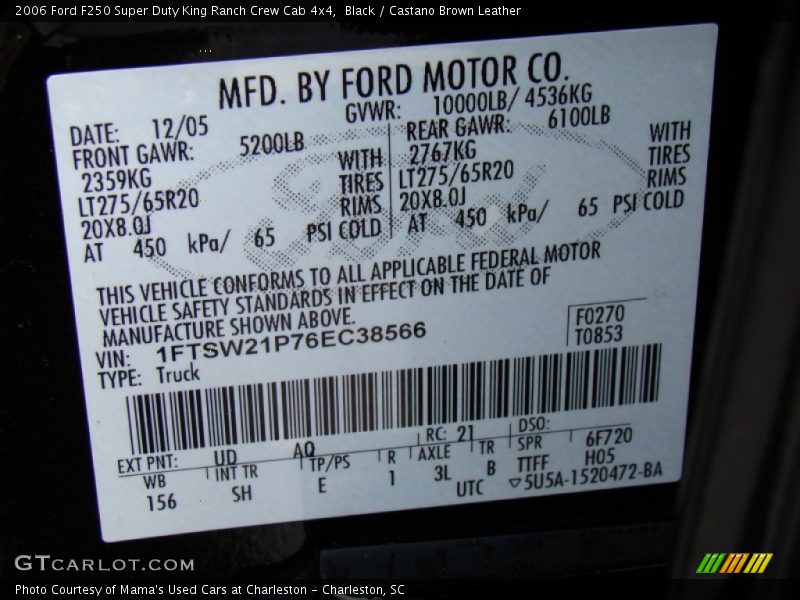 2006 Ford F250 Super Duty King Ranch Crew Cab 4x4,  Black / Castano Brown Leather
MFD. BY FORD MOTOR CO.
DATE: 12/05 GVWR: 10000LB/ 4536KG
FRONT GAWR: 5200LB REAR GAWR: 6100LB
2359KG WITH 2767KG WITH
LT275/65R20 TIRES LT275/65R20 TIRES
20X8.0J RIMS 20X8.0J RIMS
AT 450 kPa/ 65 PSI COLD AT 450 kPa/ 65 PSI COLD
THIS VEHICLE CONFORMS TO ALL APPLICABLE FEDERAL MOTOR
VEHICLE SAFETY STANDARDS IN EFFECT ON THE DATE OF
MANUFACTURE SHOWN ABOVE.
VIN: 1FTSW21P76EC38566 F0270
TYPE: Truck T0853
EXT PNT: UD AQ RC: 21 DSO:
WB INT TR TP/PS R AXLE TR SPR 6F720
156 SH E 1 3L B TTFF H05
UTC ▽5U5A-1520472-BA
Ford
GTCARLOT.COM
Photo Courtesy of Mama's Used Cars at Charleston - Charleston, SC